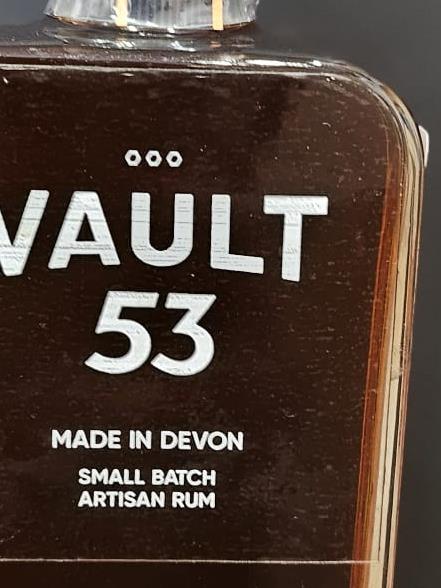 VAULT
53
MADE IN DEVON
SMALL BATCH
ARTISAN RUM